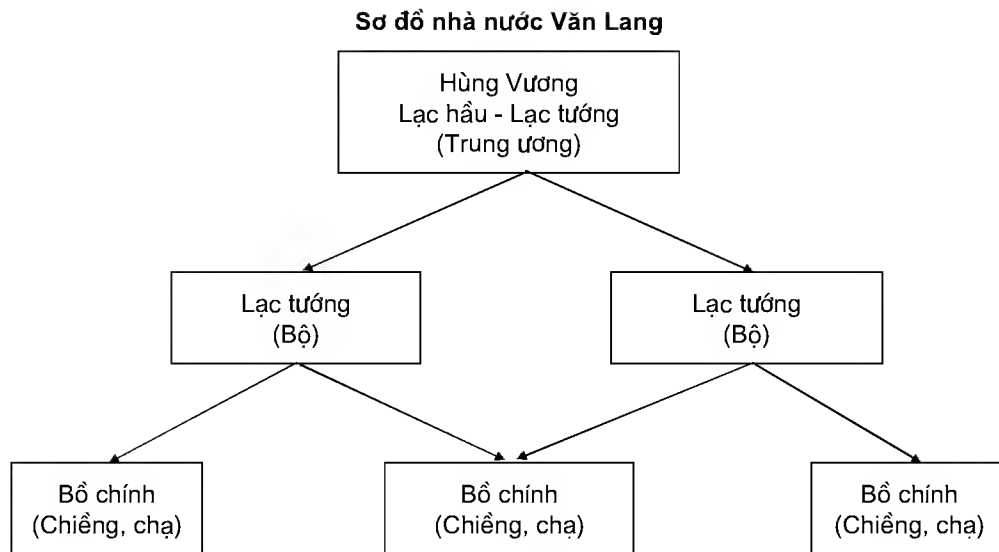 Sơ đồ nhà nước Văn Lang
Hùng Vương
Lạc hầu - Lạc tướng
(Trung ương)
Lạc tướng
(Bộ)
Lạc tướng
(Bộ)
Bồ chính
(Chiềng, chạ)
Bồ chính
(Chiềng, chạ)
Bồ chính
(Chiềng, chạ)